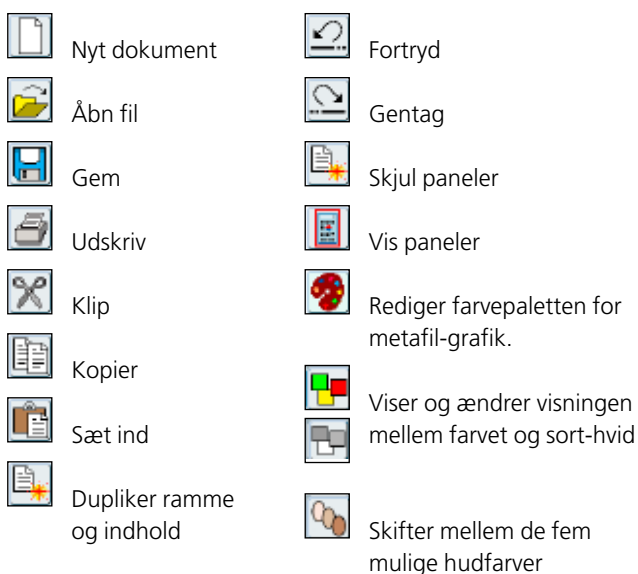 Nyt dokument
Åbn fil
Gem
Udskriv
Klip
Kopier
Sæt ind
Dupliker ramme
og indhold
Fortryd
Gentag
Skjul paneler
Vis paneler
Rediger farvepaletten for
metafil-grafik.
Viser og ændrer visningen
mellem farvet og sort-hvid
Skifter mellem de fem
mulige hudfarver